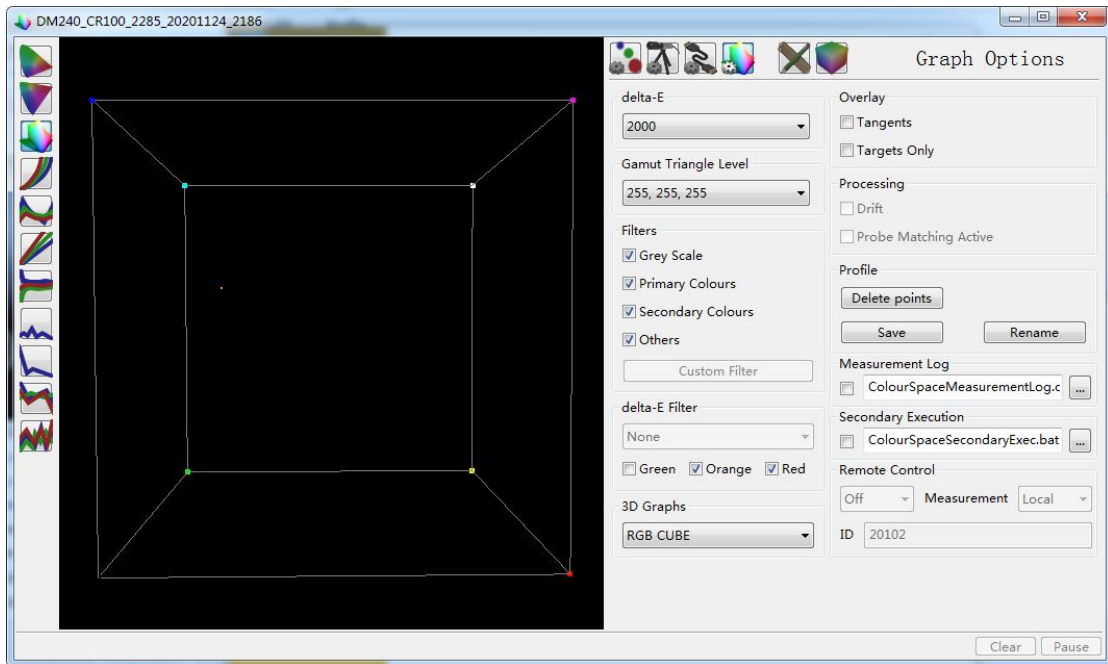 DM240_CR100_2285_20201124_2186
Graph Options
delta-E
2000
Gamut Triangle Level
255, 255, 255
Filters
Grey Scale
Primary Colours
Secondary Colours
Others
Custom Filter
delta-E Filter
None
Green Orange Red
3D Graphs
RGB CUBE
Overlay
Tangents
Targets Only
Processing
Drift
Probe Matching Active
Profile
Delete points
Save Rename
Measurement Log
ColourSpaceMeasurementLog.c ...
Secondary Execution
ColourSpaceSecondaryExec.bat ...
Remote Control
Off Measurement Local
ID 20102
Clear Pause